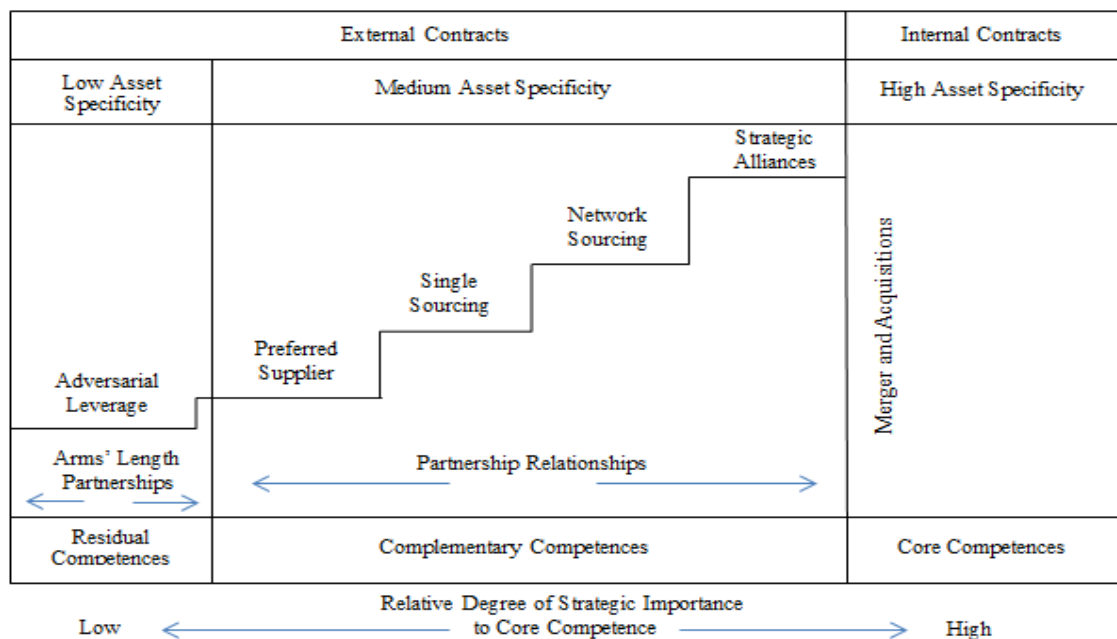 External Contracts
Internal Contracts
Low Asset
Specificity
Medium Asset Specificity
High Asset Specificity
Strategic
Alliances
Network
Sourcing
Single
Sourcing
Preferred
Supplier
Adversarial
Leverage
Merger and Acquisitions
Arms' Length
Partnerships
Partnership Relationships
Residual
Competences
Complementary Competences
Core Competences
Relative Degree of Strategic Importance
to Core Competence
Low
High